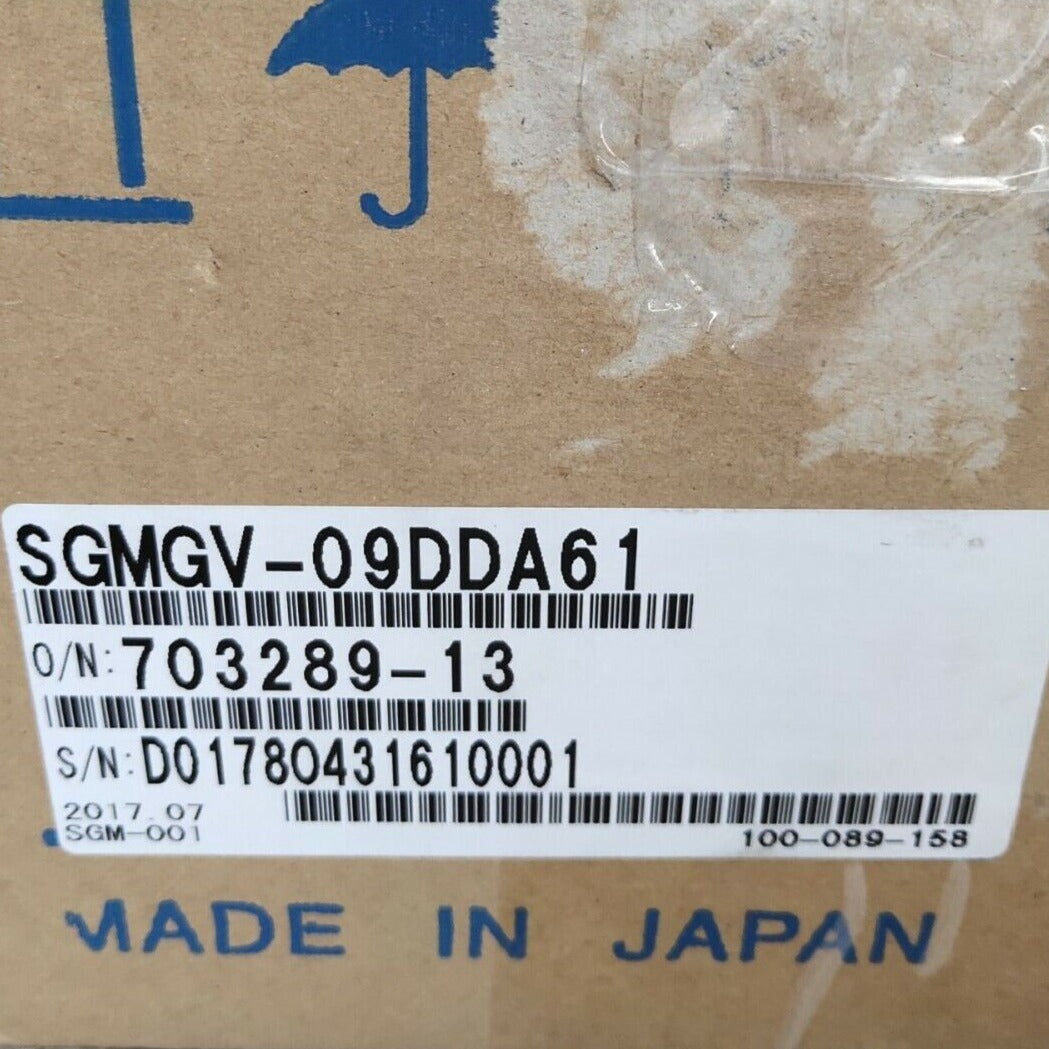 SGMGV-09DDA61
O/N: 703289-13
S/N: D01780431610001
2017.07
SGM-001
100-089-158
MADE IN JAPAN